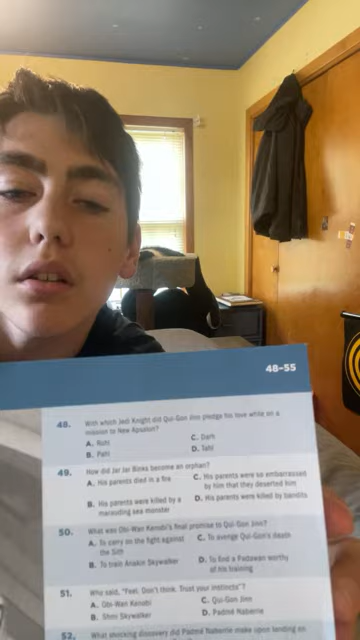 48-55
48. With which Jedi Knight did Qui-Gon Jinn pledge his love while on a
mission to New Apsolon?
A. Ruhi
C. Dark
B. Pahl
D. Tahl
49. How did Jar Jar Binks become an orphan?
A. His parents died in a fire
C. His parents were so embarrassed
by him that they deserted him
B. His parents were killed by a
marauding sea monster
D. His parents were killed by bandits
50. What was Obi-Wan Kenobi's final promise to Qui-Gon Jinn?
A. To carry on the fight against
the Sith
C. To avenge Qui-Gon's death
B. To train Anakin Skywalker
D. To find a Padawan worthy
of his training
51. Who said, "Feel. Don't think. Trust your instincts"?
A. Obi-Wan Kenobi
C. Qui-Gon Jinn
B. Shmi Skywalker
D. Padmé Naberrie
52. What shocking discovery did Padmé Naberrie make upon landing on